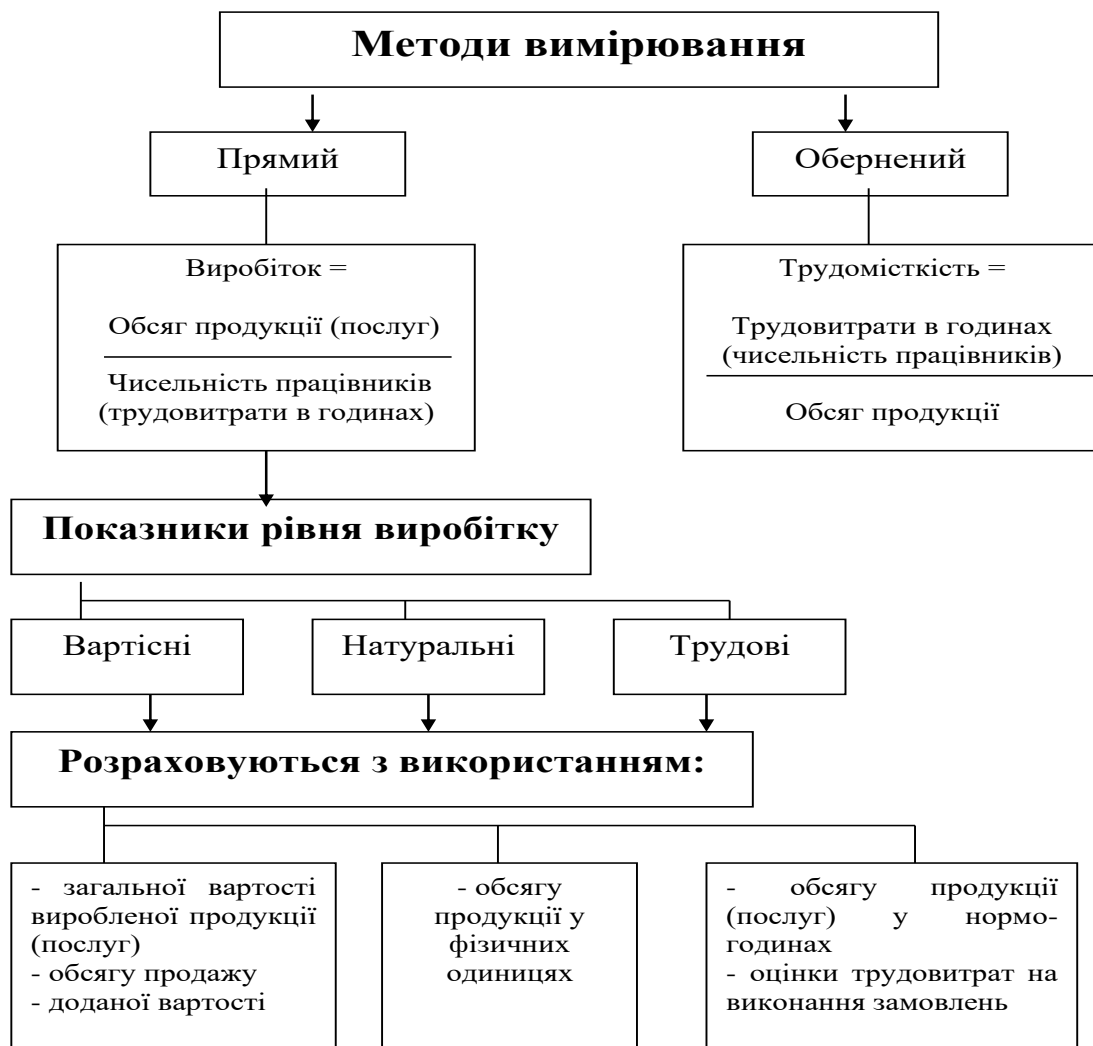 Методи вимірювання
Прямий
Обернений
Виробіток =
Обсяг продукції (послуг)
Чисельність працівників
(трудовитрати в годинах)
Трудомісткість =
Трудовитрати в годинах
(чисельність працівників)
Обсяг продукції
Показники рівня виробітку
Вартісні
Натуральні
Трудові
Розраховуються з використанням:
- загальної вартості
виробленої продукції
(послуг)
- обсягу продажу
- доданої вартості
- обсягу
продукції у
фізичних
одиницях
- обсягу продукції
(послуг) у нормо-
годинах
- оцінки трудовитрат на
виконання замовлень